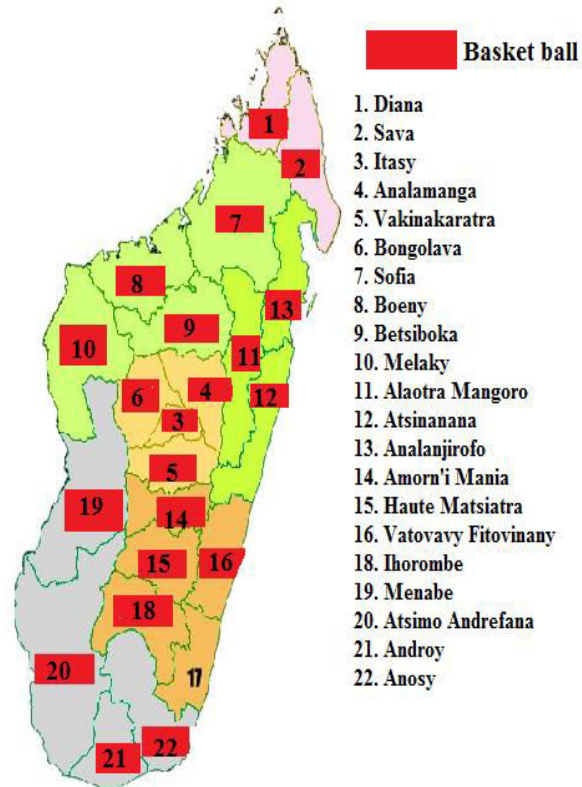 Basket ball
1. Diana
2. Sava
3. Itasy
4. Analamanga
5. Vakinakaratra
6. Bongolava
7. Sofia
8. Boeny
9. Betsiboka
10. Melaky
11. Alaotra Mangoro
12. Atsinanana
13. Analanjirofo
14. Amorn'i Mania
15. Haute Matsiatra
16. Vatovavy Fitovinany
18. Ihorombe
19. Menabe
20. Atsimo Andrefana
21. Androy
22. Anosy
1
2
7
8
13
9
10
11
6
4
12
3
5
19
14
15
16
18
17
20
22
21